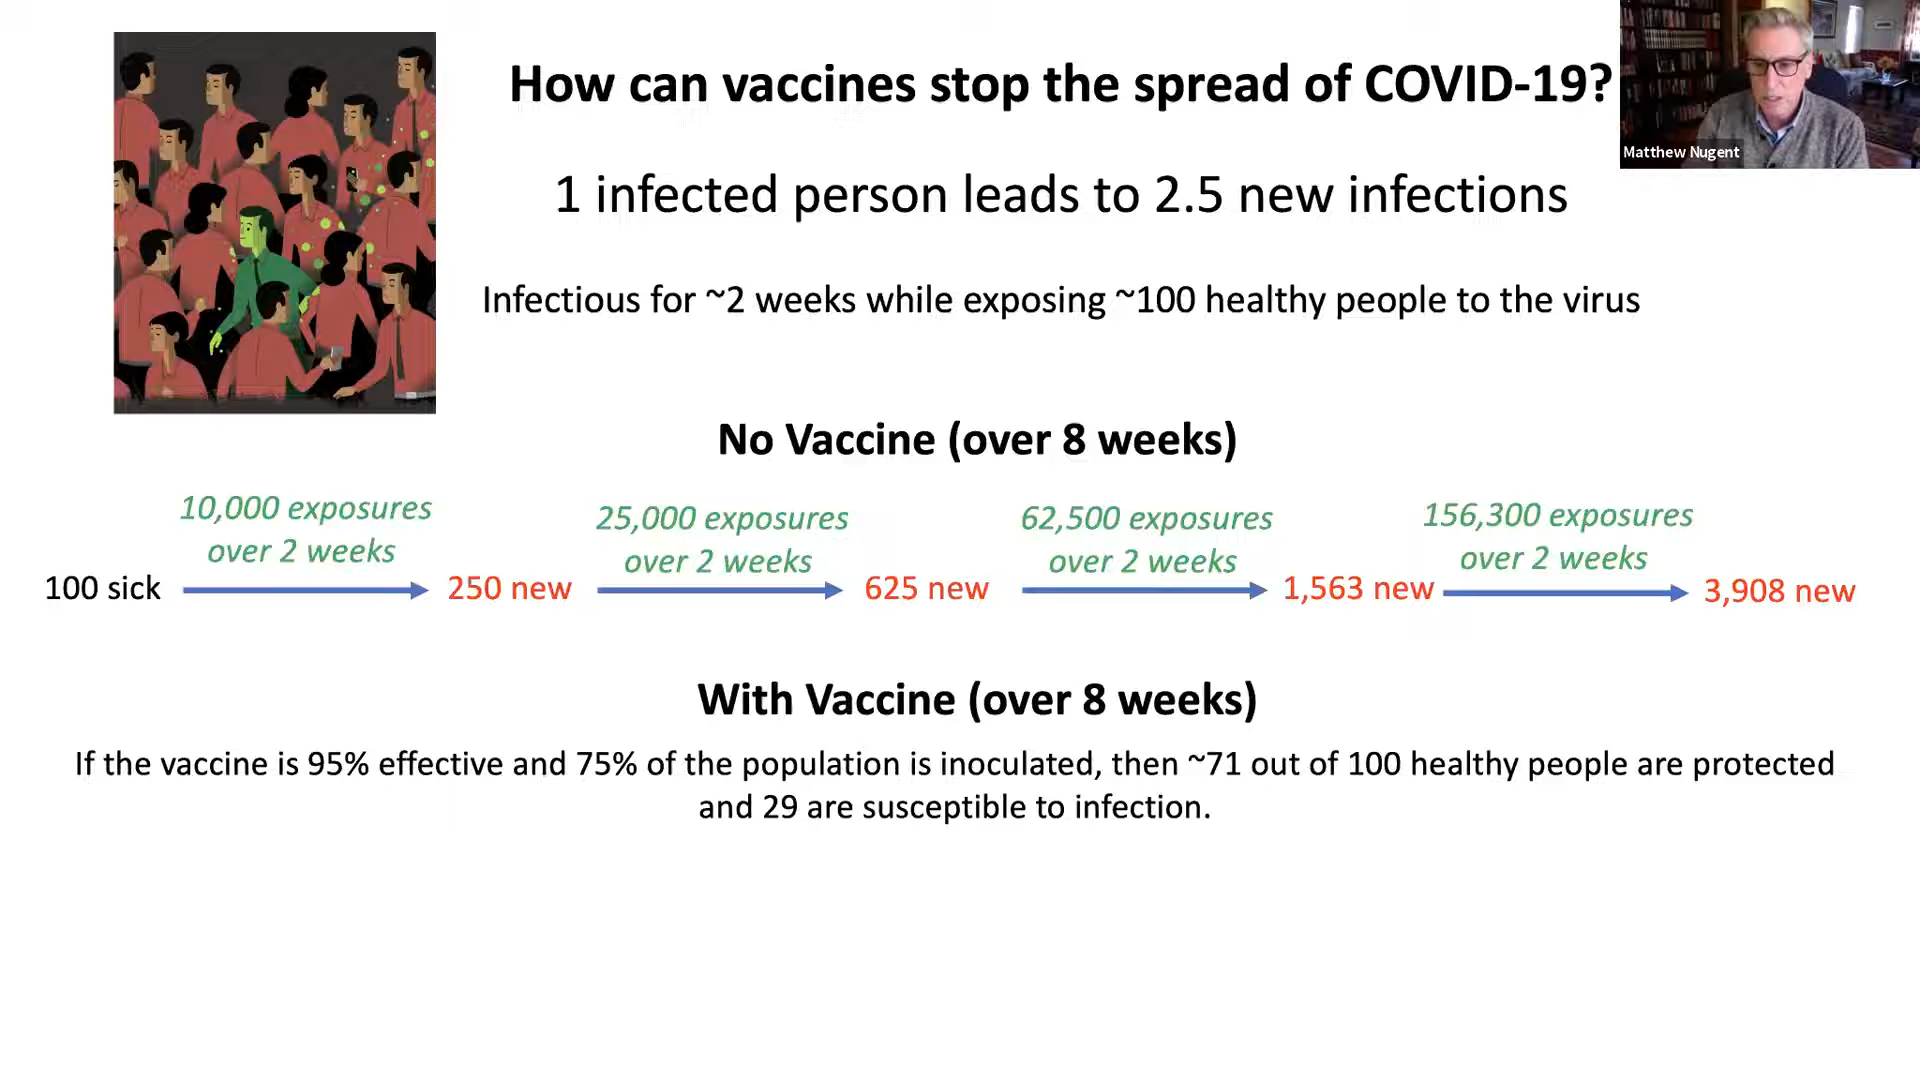 How can vaccines stop the spread of COVID-19?
Matthew Nugent
1 infected person leads to 2.5 new infections
Infectious for ~2 weeks while exposing ~100 healthy people to the virus
No Vaccine (over 8 weeks)
10,000 exposures
over 2 weeks
25,000 exposures
over 2 weeks
62,500 exposures
over 2 weeks
156,300 exposures
over 2 weeks
100 sick
250 new
625 new
1,563 new
3,908 new
With Vaccine (over 8 weeks)
If the vaccine is 95% effective and 75% of the population is inoculated, then ~71 out of 100 healthy people are protected
and 29 are susceptible to infection.